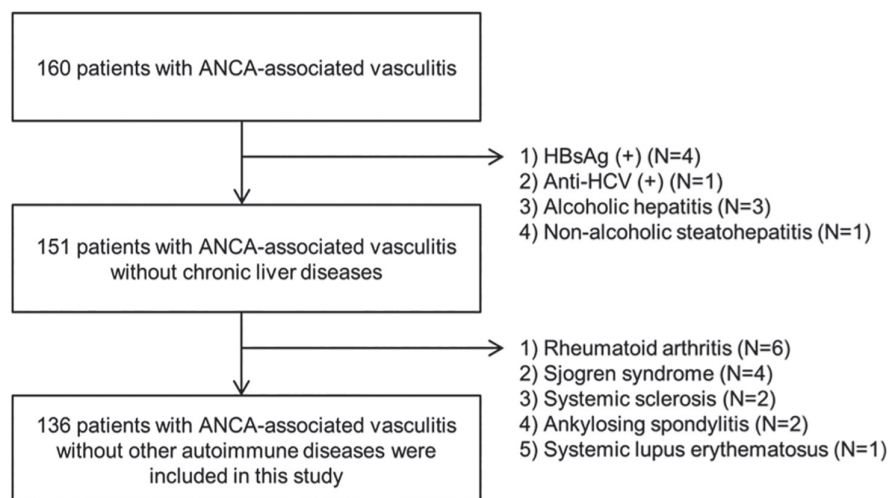 160 patients with ANCA-associated vasculitis
1) HBsAg (+) (N=4)
2) Anti-HCV (+) (N=1)
3) Alcoholic hepatitis (N=3)
4) Non-alcoholic steatohepatitis (N=1)
151 patients with ANCA-associated vasculitis
without chronic liver diseases
1) Rheumatoid arthritis (N=6)
2) Sjogren syndrome (N=4)
3) Systemic sclerosis (N=2)
4) Ankylosing spondylitis (N=2)
5) Systemic lupus erythematosus (N=1)
136 patients with ANCA-associated vasculitis
without other autoimmune diseases were
included in this study